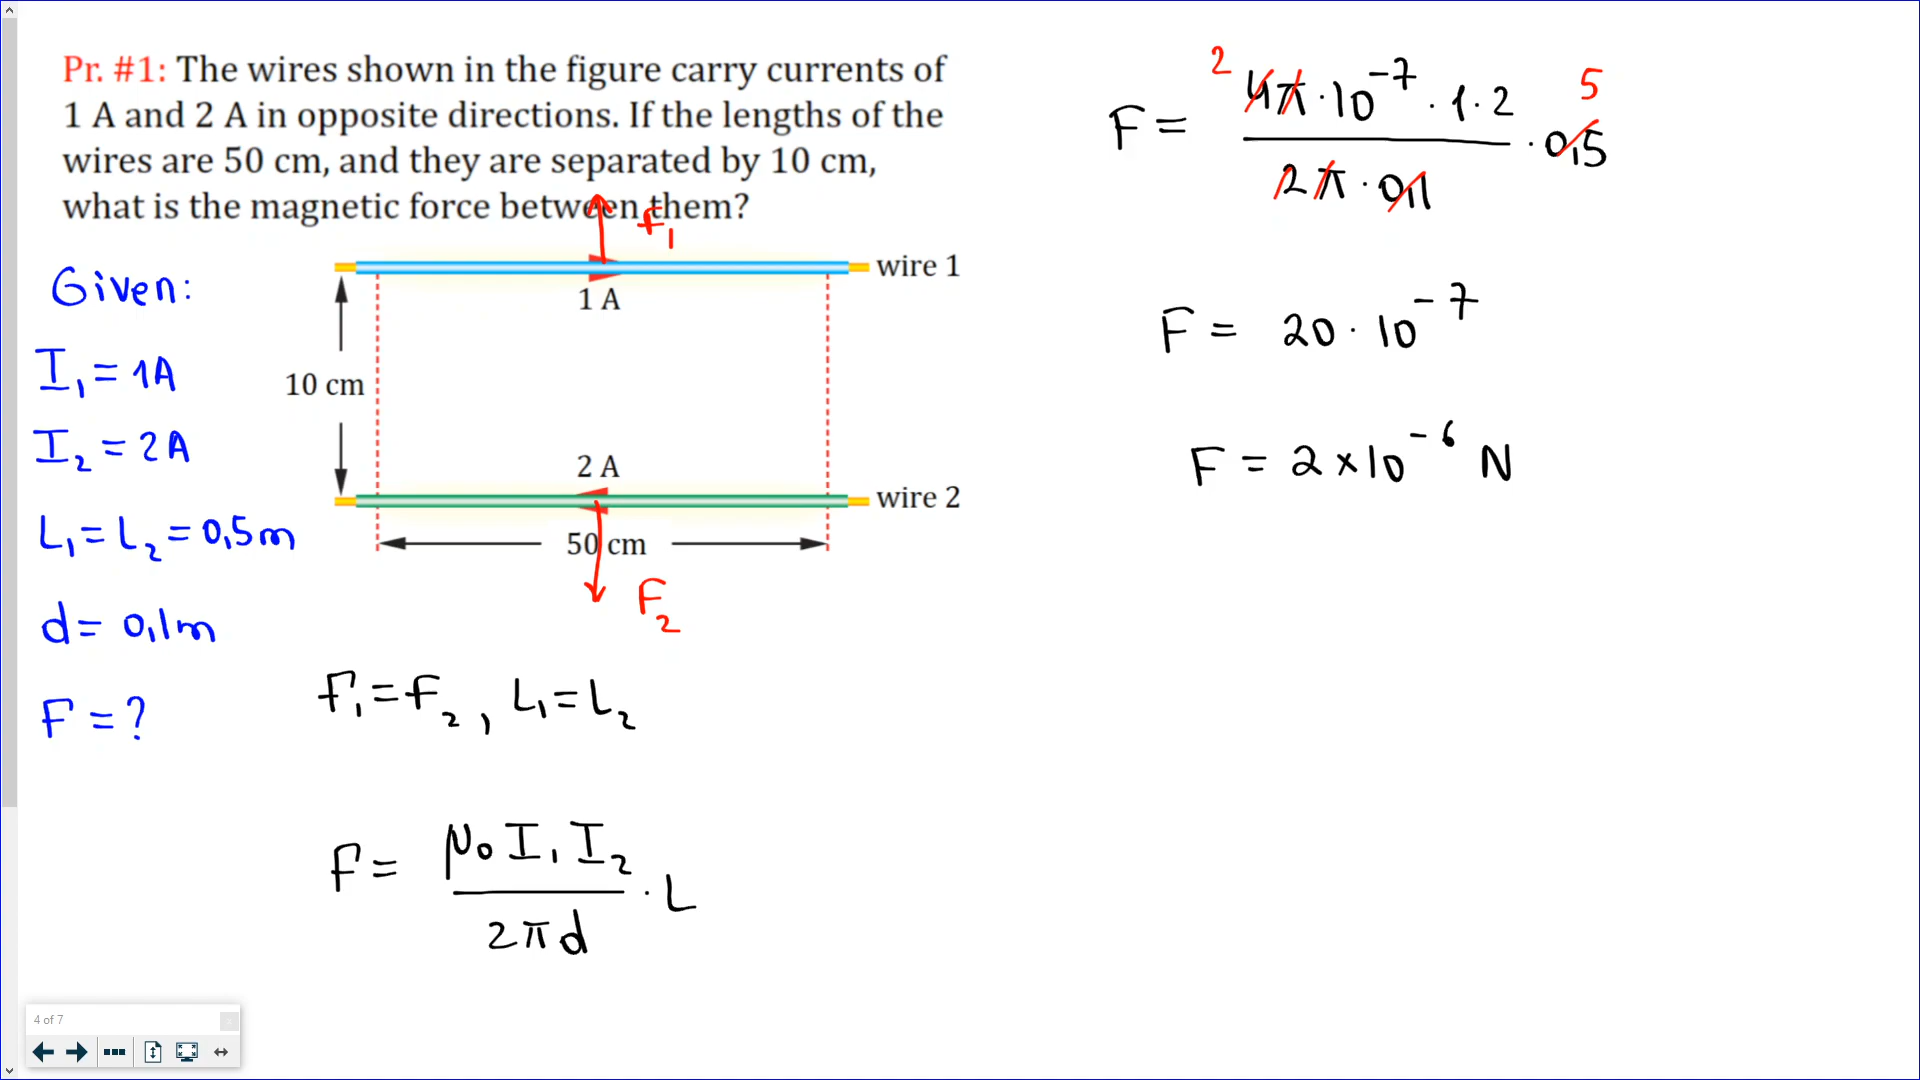 Pr. #1: The wires shown in the figure carry currents of
1 A and 2 A in opposite directions. If the lengths of the
wires are 50 cm, and they are separated by 10 cm,
what is the magnetic force between them?
F₁
wire 1
1 A
10 cm
2 A
wire 2
50 cm
F₂
Given:
I₁ = 1A
I₂ = 2A
L₁ = L₂ = 0,5m
d = 0,1m
F = ?
F₁ = F₂, L₁ = L₂
F = μ₀ I₁ I₂ / 2πd · L
2 5
F = 4π · 10⁻⁷ · 1 · 2 / 2π · 0,1 · 0,5
F = 20 · 10⁻⁷
F = 2 × 10⁻⁶ N
4 of 7